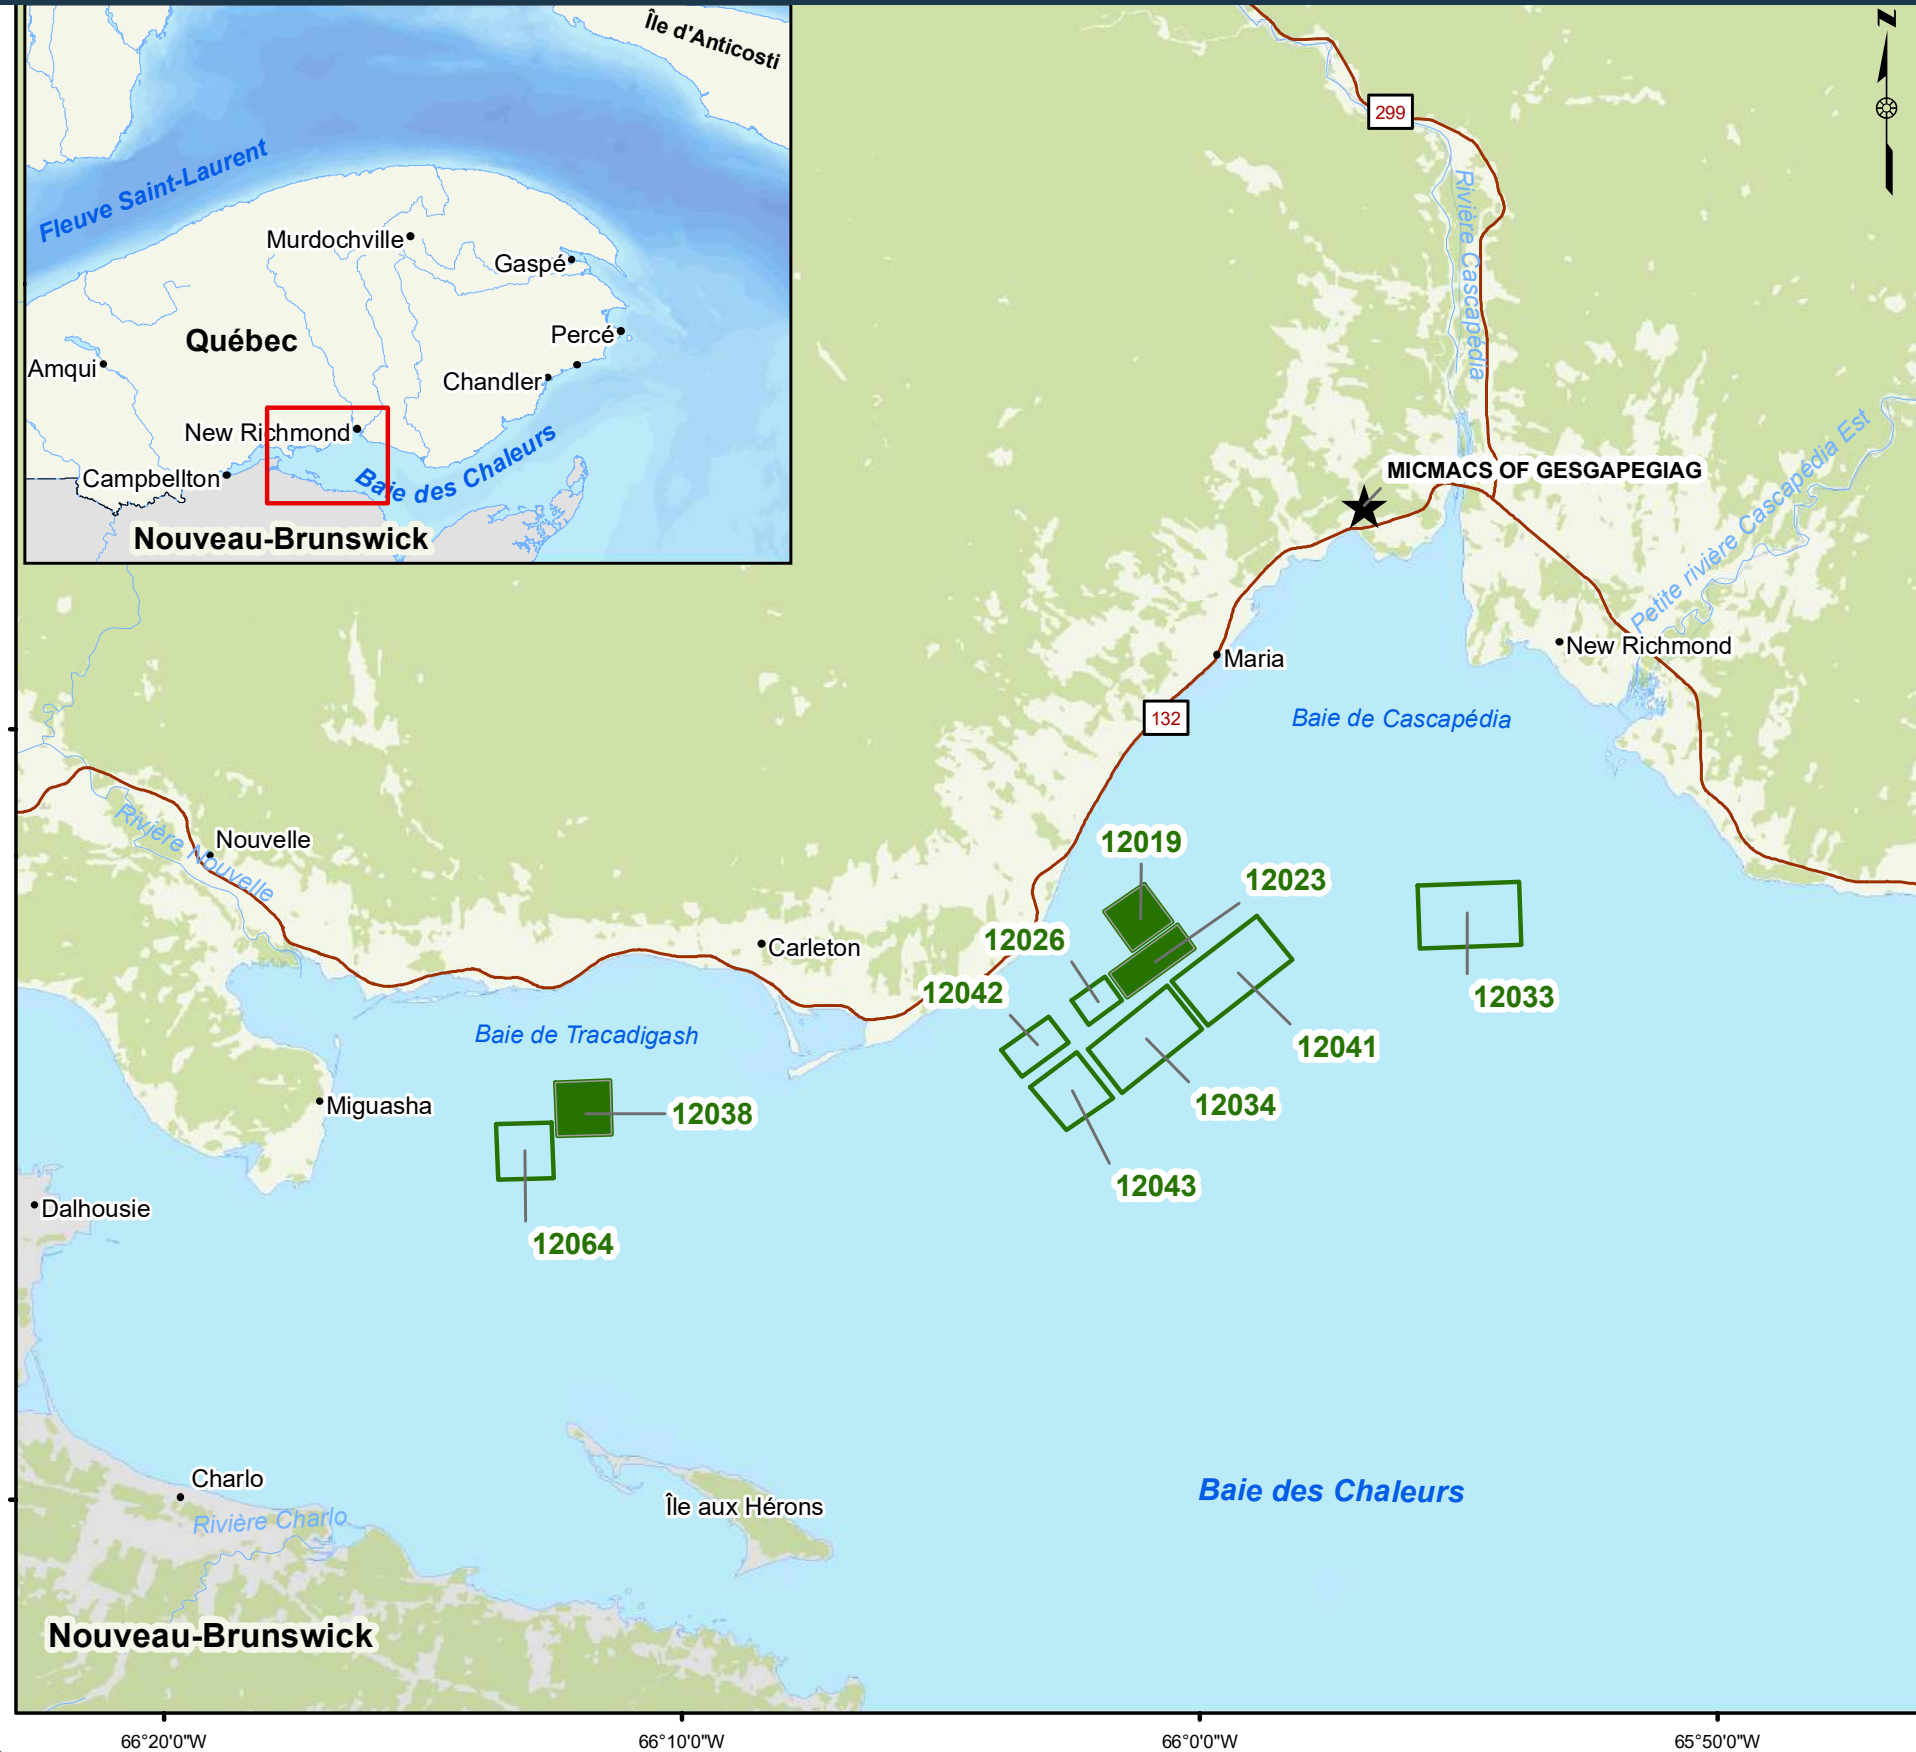 Île d'Anticosti
Fleuve Saint-Laurent
Murdochville
Gaspé
Québec
Percé
Amqui
Chandler
New Richmond
Campbellton
Baie des Chaleurs
Nouveau-Brunswick
N
299
Rivière Cascapédia
Petite rivière Cascapédia Est
MICMACS OF GESGAPEGIAG
New Richmond
Maria
132
Baie de Cascapédia
Rivière Nouvelle
Nouvelle
12019
12023
12026
Carleton
12042
12033
Baie de Tracadigash
12041
Miguasha
12038
12034
12043
Dalhousie
12064
Charlo
Rivière Charlo
Île aux Hérons
Baie des Chaleurs
Nouveau-Brunswick
66°20'0"W
66°10'0"W
66°0'0"W
65°50'0"W